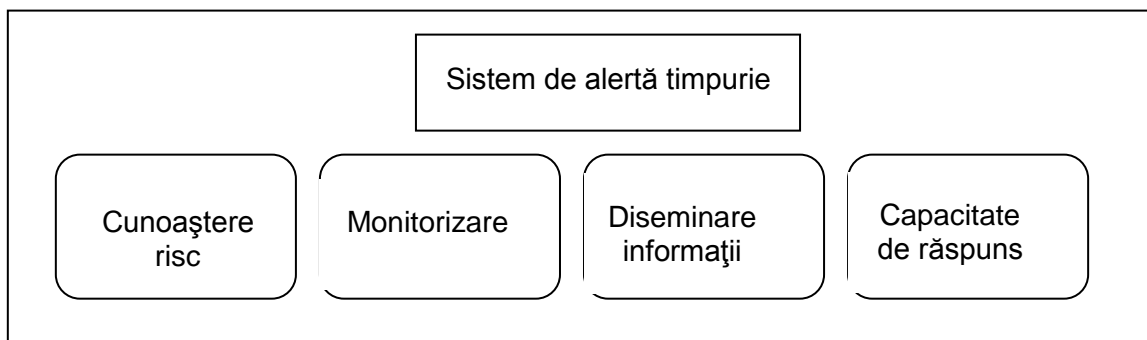 Sistem de alertă timpurie
Cunoaştere
risc
Monitorizare
Diseminare
informaţii
Capacitate
de răspuns